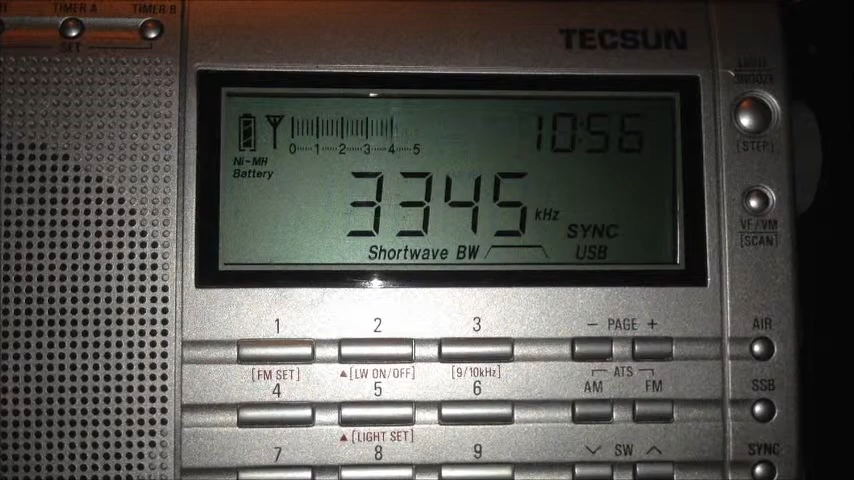 TIMER A
TIMER B
SET
TECSUN
LIGHT
SNOOZE
[STEP]
10:56
0 1 2 3 4 5
Ni-MH
Battery
3345 kHz
SYNC
Shortwave BW
USB
VF/VM
[SCAN]
1 2 3 − PAGE + AIR
[FM SET] ▲[LW ON/OFF] [9/10kHz] ATS
4 5 6 AM FM SSB
▲[LIGHT SET]
7 8 9 SW SYNC